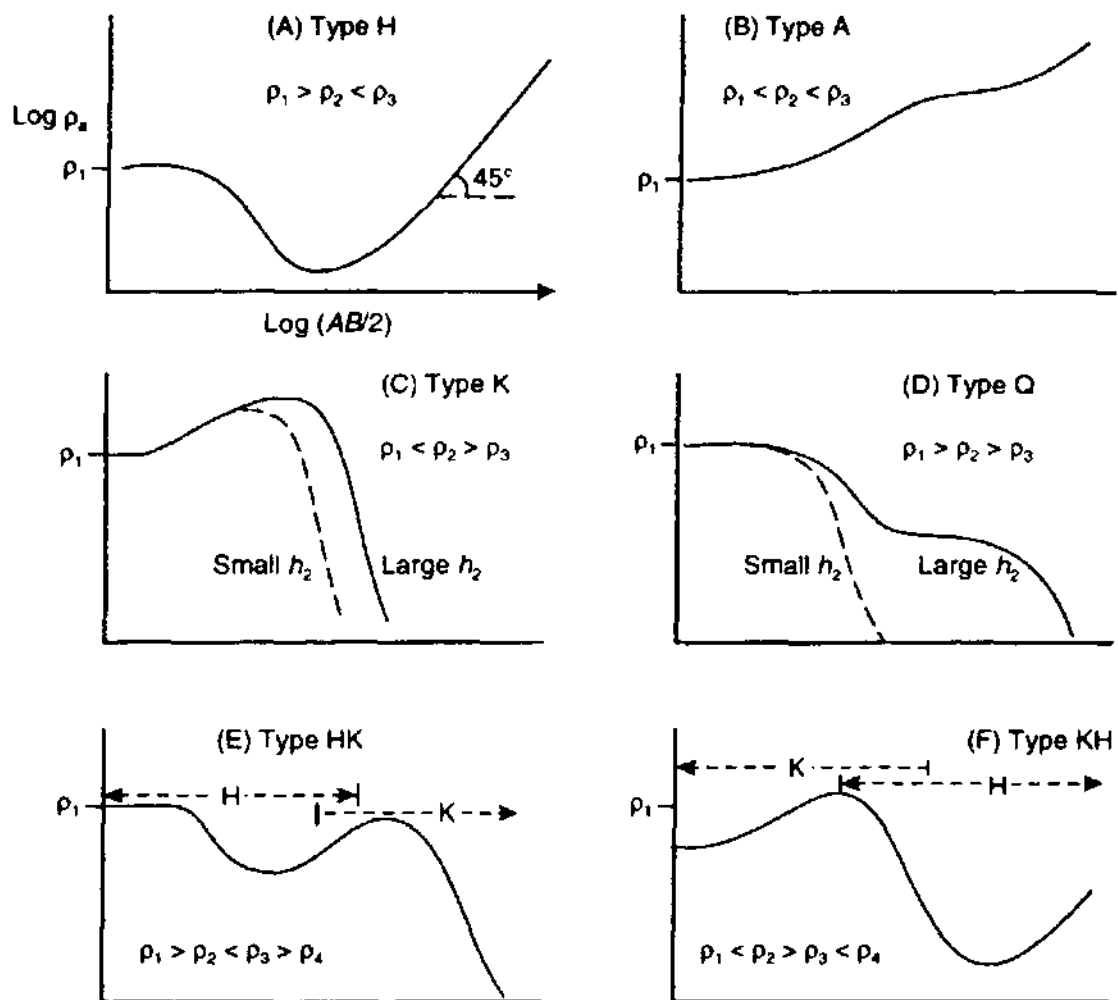 (A) Type H
ρ₁ > ρ₂ < ρ₃
Log ρₐ
ρ₁
45°
Log (AB/2)
(B) Type A
ρ₁ < ρ₂ < ρ₃
ρ₁
(C) Type K
ρ₁ < ρ₂ > ρ₃
ρ₁
Small h₂
Large h₂
(D) Type Q
ρ₁ > ρ₂ > ρ₃
ρ₁
Small h₂
Large h₂
(E) Type HK
H
K
ρ₁
ρ₁ > ρ₂ < ρ₃ > ρ₄
(F) Type KH
K
H
ρ₁
ρ₁ < ρ₂ > ρ₃ < ρ₄